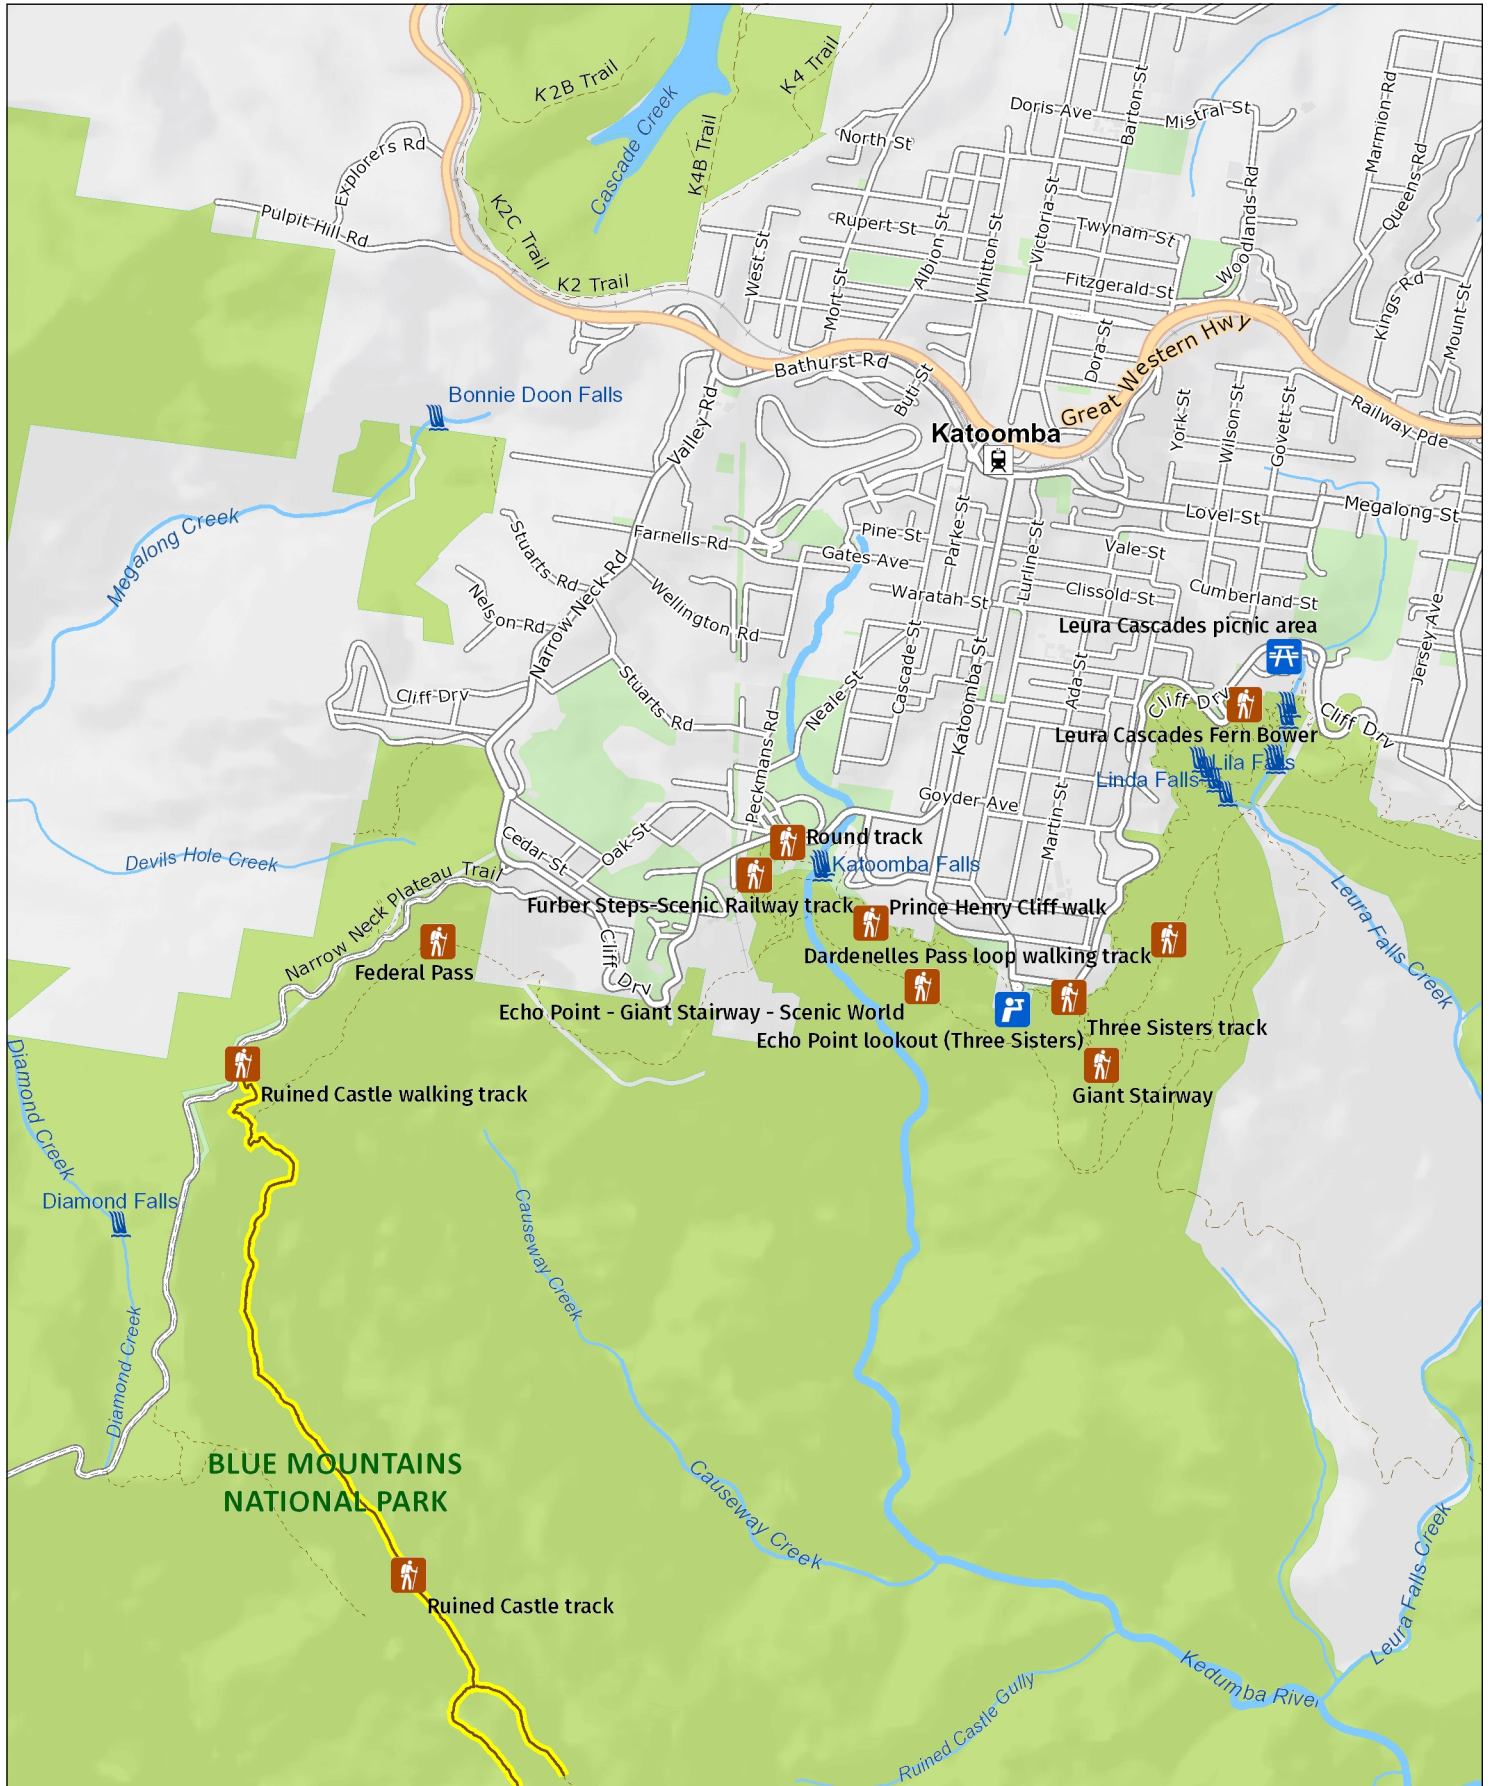 K2B Trail
K4 Trail
Cascade Creek
K4B Trail
Doris Ave
Barton St
Mistral St
Marmion Rd
North St
Explorers Rd
Queens Rd
Pulpit Hill Rd
K2C Trail
K2 Trail
West St
Rupert St
Albion St
Whitton St
Victoria St
Twynam St
Woodlands Rd
Mort St
Fitzgerald St
Kings Rd
Mount St
Bathurst Rd
Dora St
Great Western Hwy
Buti St
Bonnie Doon Falls
Valley Rd
York St
Wilson St
Govett St
Railway Pde
Katoomba
Megalong Creek
Farnells Rd
Pine St
Parke St
Lovel St
Megalong St
Stuarts Rd
Gates Ave
Lurline St
Vale St
Narrow Neck Rd
Nelson Rd
Wellington Rd
Waratah St
Clissold St
Cumberland St
Jersey Ave
Leura Cascades picnic area
Cliff Drv
Stuarts Rd
Neale St
Cascade St
Katoomba St
Ada St
Cliff Drv
Cliff Drv
Leura Cascades Fern Bower
Lila Falls
Linda Falls
Peckmans Rd
Goyder Ave
Martin St
Devils Hole Creek
Cedar St
Oak St
Round track
Katoomba Falls
Narrow Neck Plateau Trail
Furber Steps-Scenic Railway track
Prince Henry Cliff walk
Leura Falls Creek
Federal Pass
Cliff Drv
Dardenelles Pass loop walking track
Echo Point - Giant Stairway - Scenic World
Three Sisters track
Echo Point lookout (Three Sisters)
Diamond Creek
Ruined Castle walking track
Giant Stairway
Diamond Falls
Causeway Creek
Diamond Creek
BLUE MOUNTAINS
NATIONAL PARK
Causeway Creek
Leura Falls Creek
Ruined Castle track
Kedumba River
Ruined Castle Gully